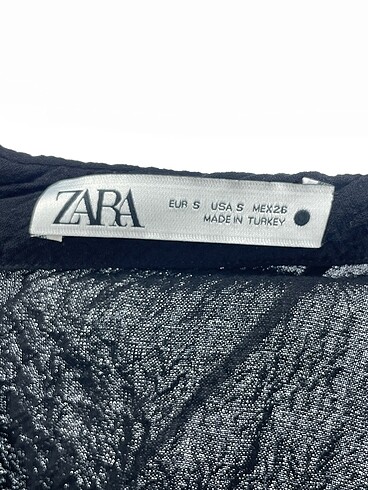 ZARA
EUR S USA S MEX 26
MADE IN TURKEY